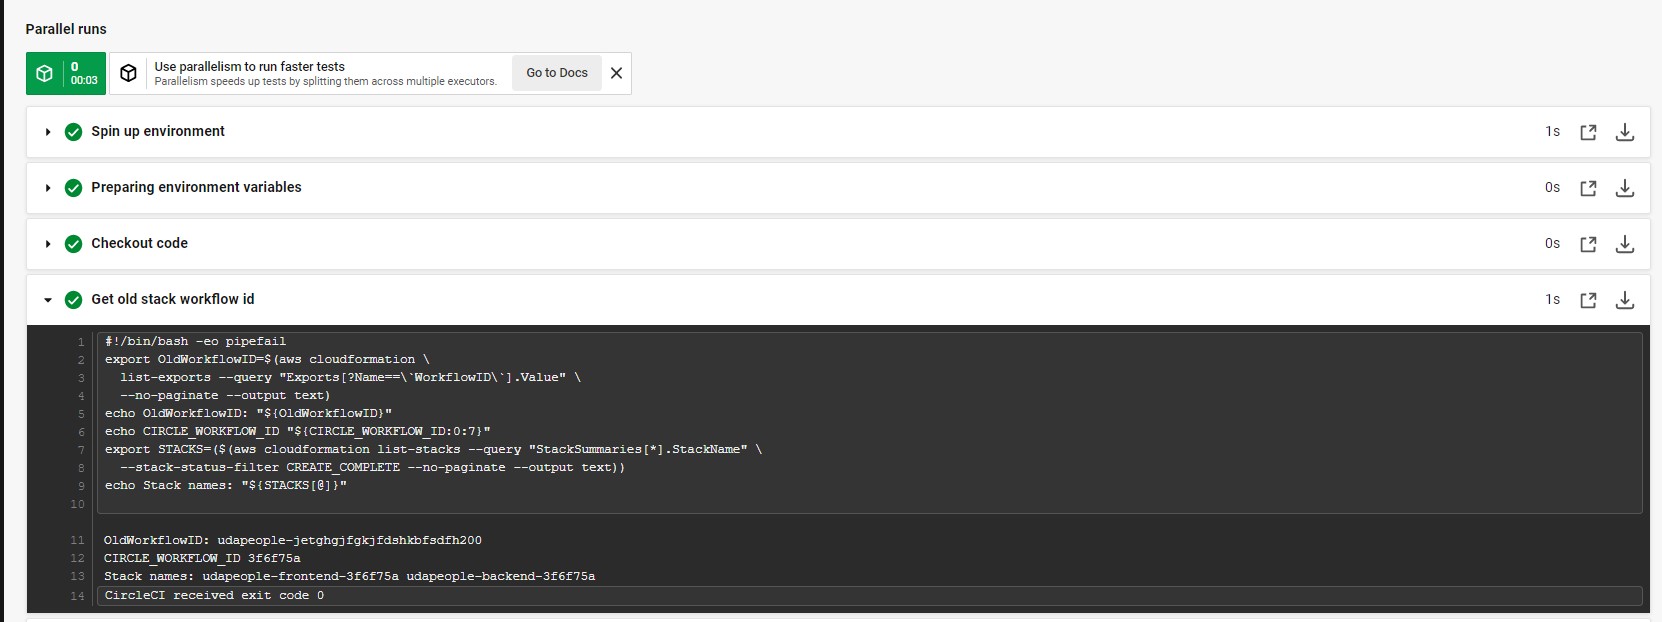 Parallel runs
0
00:03
Use parallelism to run faster tests
Parallelism speeds up tests by splitting them across multiple executors.
Go to Docs
Spin up environment 1s
Preparing environment variables 0s
Checkout code 0s
Get old stack workflow id 1s
1 #!/bin/bash -eo pipefail
2 export OldWorkflowID=$(aws cloudformation \
3 list-exports --query "Exports[?Name==\`WorkflowID\`].Value" \
4 --no-paginate --output text)
5 echo OldWorkflowID: "${OldWorkflowID}"
6 echo CIRCLE_WORKFLOW_ID "${CIRCLE_WORKFLOW_ID:0:7}"
7 export STACKS=($(aws cloudformation list-stacks --query "StackSummaries[*].StackName" \
8 --stack-status-filter CREATE_COMPLETE --no-paginate --output text))
9 echo Stack names: "${STACKS[@]}"
10
11 OldWorkflowID: udapeople-jetghgjfgkjfdshkbfsdfh200
12 CIRCLE_WORKFLOW_ID 3f6f75a
13 Stack names: udapeople-frontend-3f6f75a udapeople-backend-3f6f75a
14 CircleCI received exit code 0